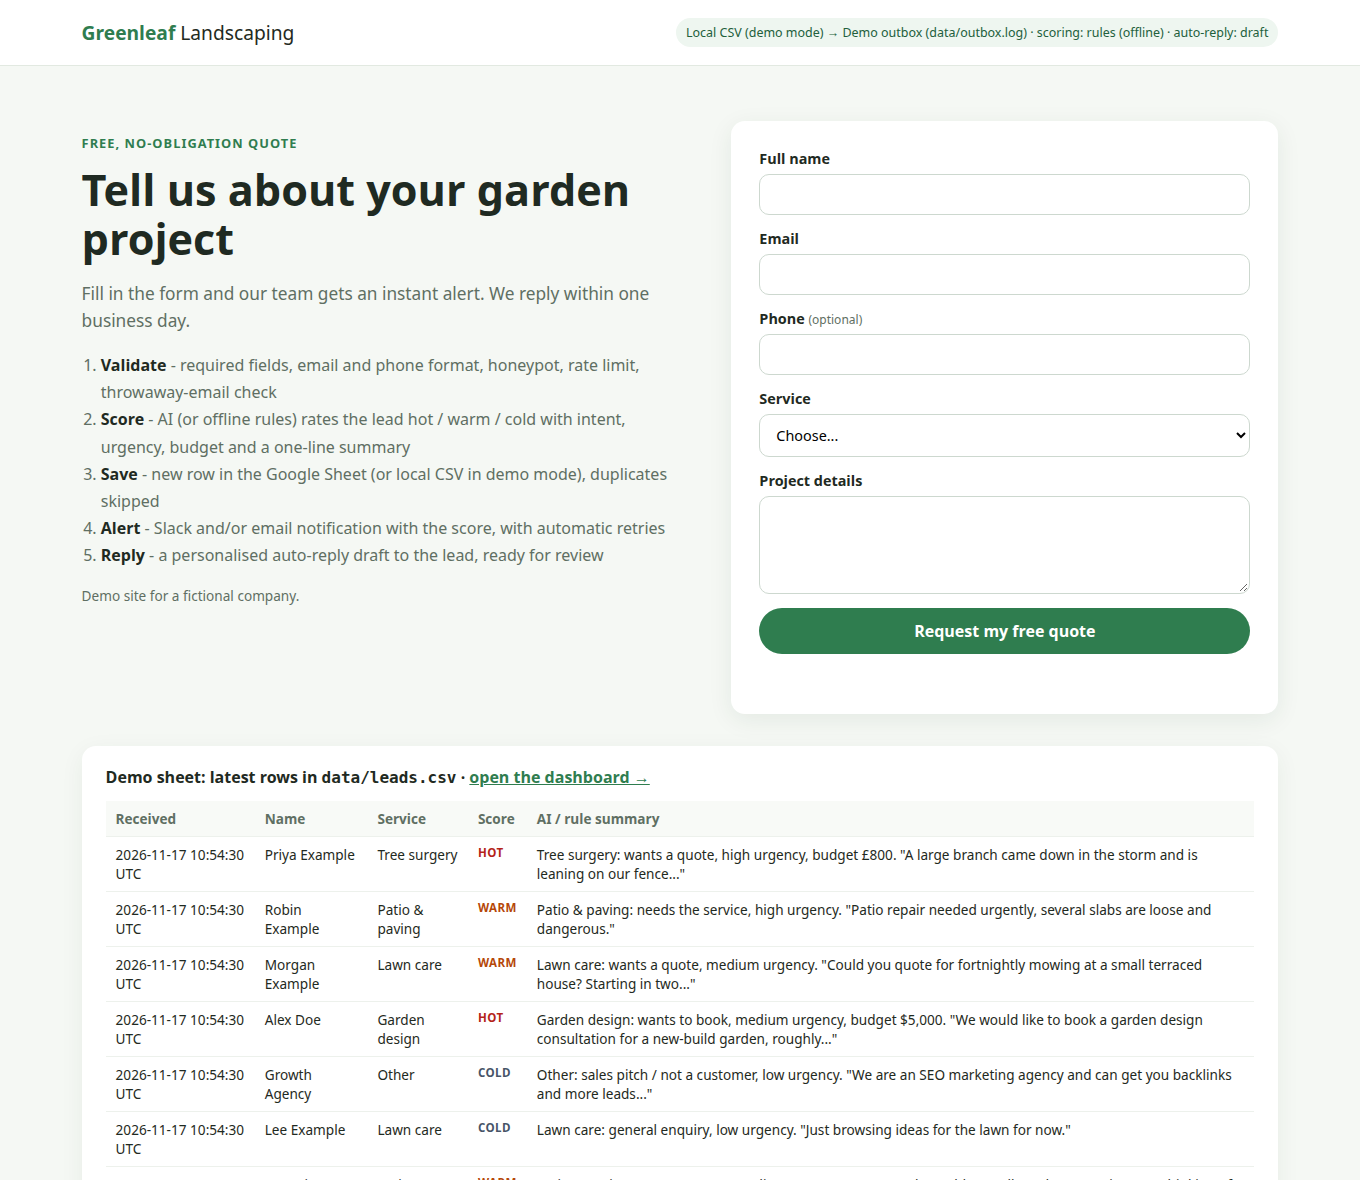 Greenleaf Landscaping
Local CSV (demo mode) → Demo outbox (data/outbox.log) · scoring: rules (offline) · auto-reply: draft
FREE, NO-OBLIGATION QUOTE
Tell us about your garden
project
Fill in the form and our team gets an instant alert. We reply within one
business day.
1. Validate - required fields, email and phone format, honeypot, rate limit,
throwaway-email check
2. Score - AI (or offline rules) rates the lead hot / warm / cold with intent,
urgency, budget and a one-line summary
3. Save - new row in the Google Sheet (or local CSV in demo mode), duplicates
skipped
4. Alert - Slack and/or email notification with the score, with automatic retries
5. Reply - a personalised auto-reply draft to the lead, ready for review
Demo site for a fictional company.
Full name
Email
Phone (optional)
Service
Choose...
Project details
Request my free quote
Demo sheet: latest rows in data/leads.csv · open the dashboard →
Received Name Service Score AI / rule summary
2026-11-17 10:54:30 Priya Example Tree surgery HOT Tree surgery: wants a quote, high urgency, budget £800. "A large branch came down in the storm and is
UTC leaning on our fence..."
2026-11-17 10:54:30 Robin Patio & WARM Patio & paving: needs the service, high urgency. "Patio repair needed urgently, several slabs are loose and
UTC Example paving dangerous."
2026-11-17 10:54:30 Morgan Lawn care WARM Lawn care: wants a quote, medium urgency. "Could you quote for fortnightly mowing at a small terraced
UTC Example house? Starting in two..."
2026-11-17 10:54:30 Alex Doe Garden HOT Garden design: wants to book, medium urgency, budget $5,000. "We would like to book a garden design
UTC design consultation for a new-build garden, roughly..."
2026-11-17 10:54:30 Growth Other COLD Other: sales pitch / not a customer, low urgency. "We are an SEO marketing agency and can get you backlinks
UTC Agency and more leads..."
2026-11-17 10:54:30 Lee Example Lawn care COLD Lawn care: general enquiry, low urgency. "Just browsing ideas for the lawn for now."
UTC